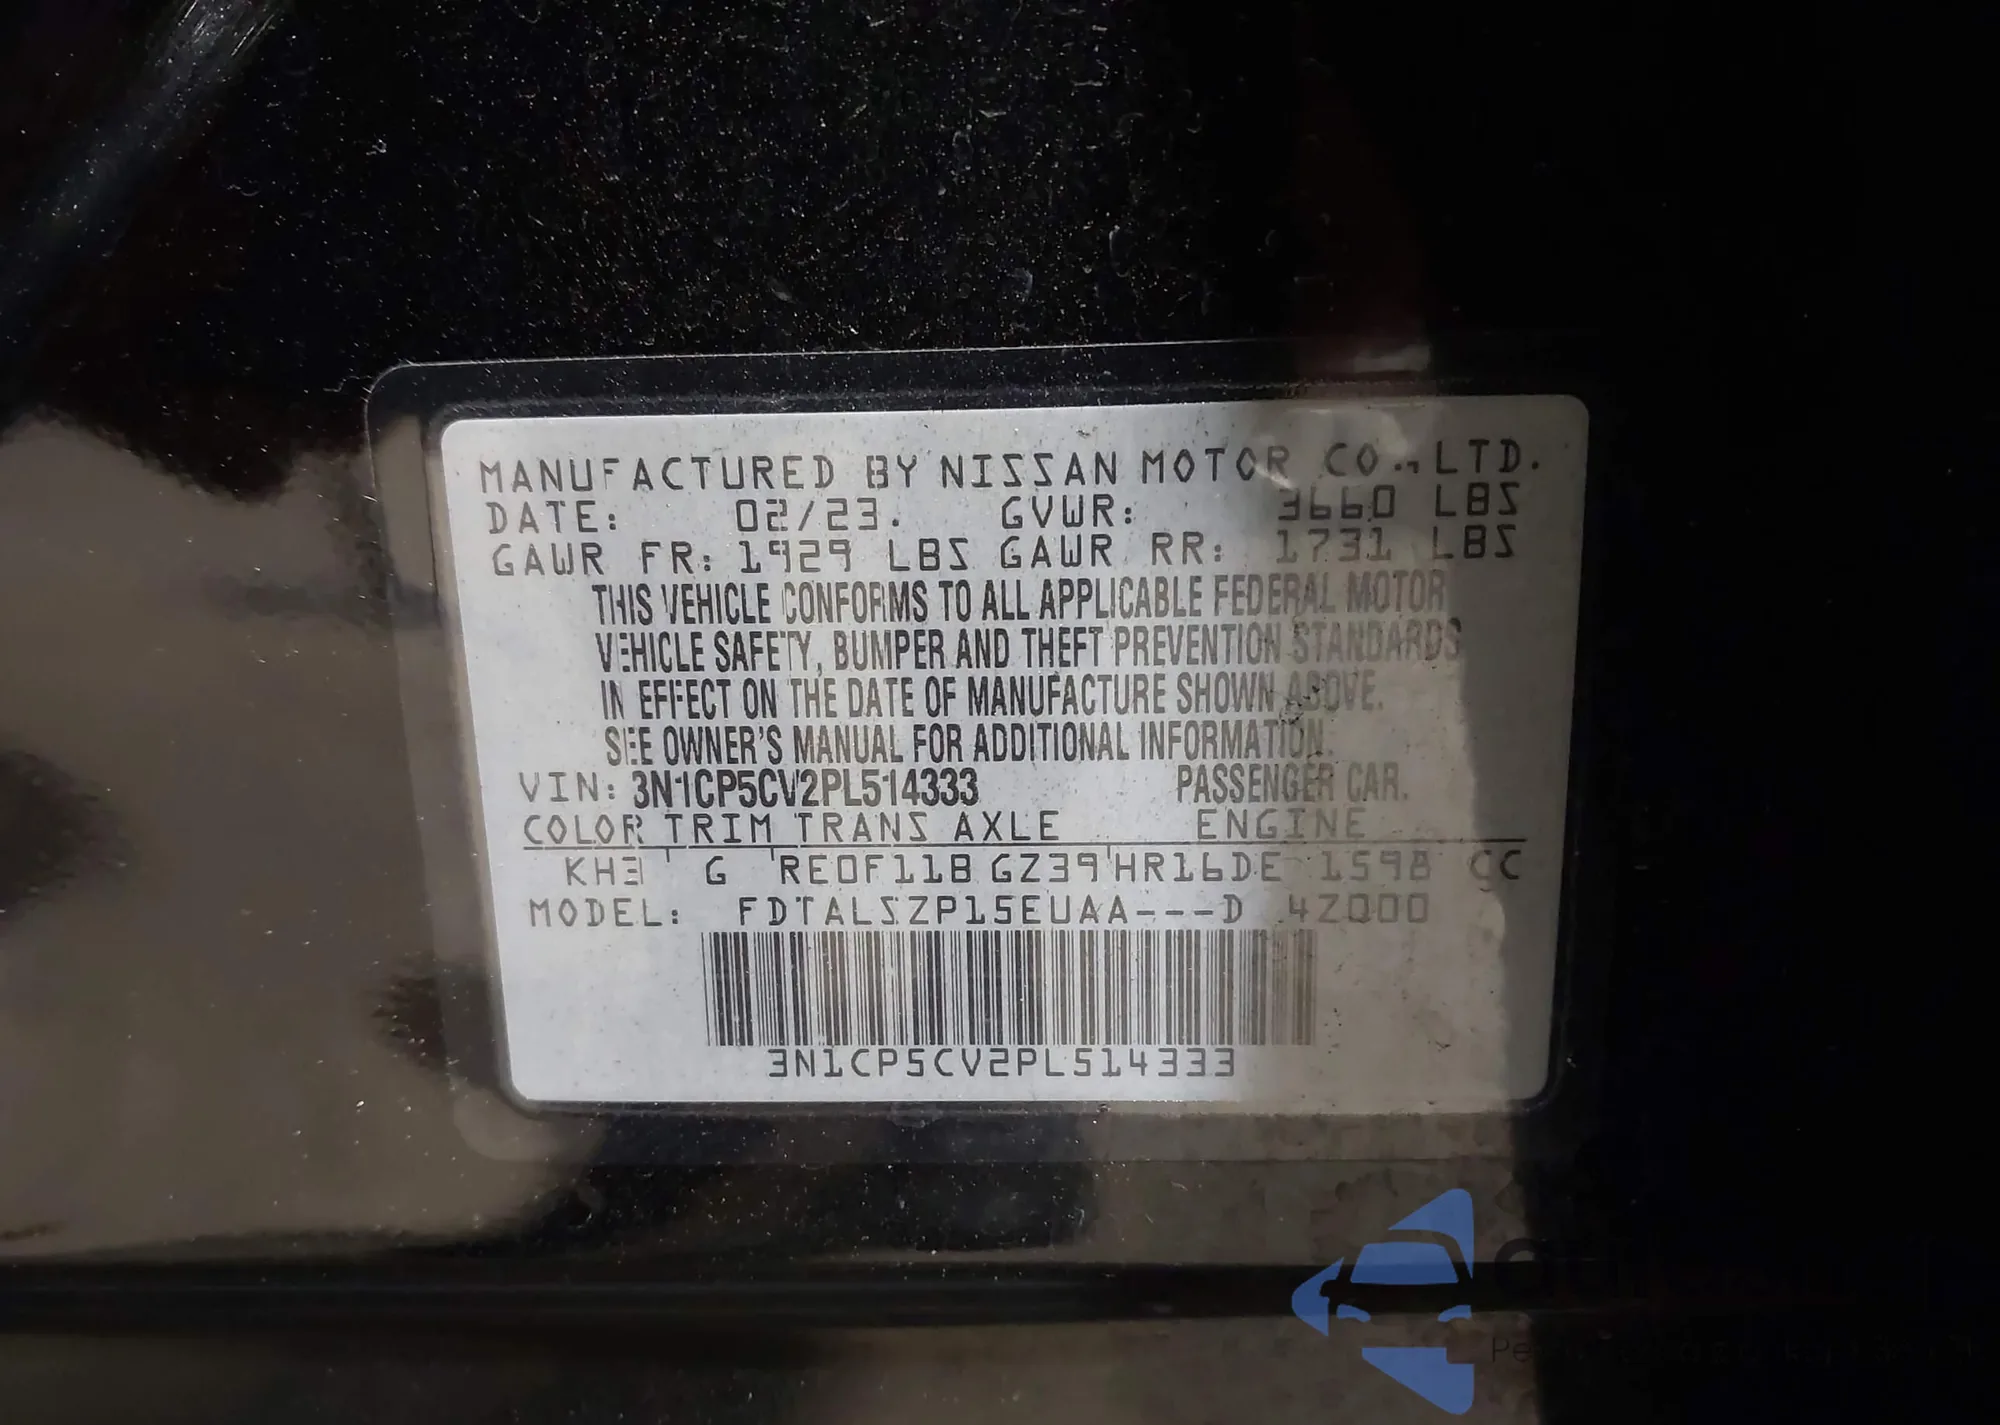 MANUFACTURED BY NISSAN MOTOR CO., LTD.
DATE: 02/23. GVWR: 3660 LBS
GAWR FR: 1929 LBS GAWR RR: 1731 LBS
THIS VEHICLE CONFORMS TO ALL APPLICABLE FEDERAL MOTOR
VEHICLE SAFETY, BUMPER AND THEFT PREVENTION STANDARDS
IN EFFECT ON THE DATE OF MANUFACTURE SHOWN ABOVE.
SEE OWNER'S MANUAL FOR ADDITIONAL INFORMATION.
VIN: 3N1CP5CV2PL514333 PASSENGER CAR.
COLOR TRIM TRANS AXLE ENGINE
KH3 G RE0F11B GZ39 HR16DE 1598 CC
MODEL: FDTALSZP15EUAA---D 4Z000
3N1CP5CV2PL514333